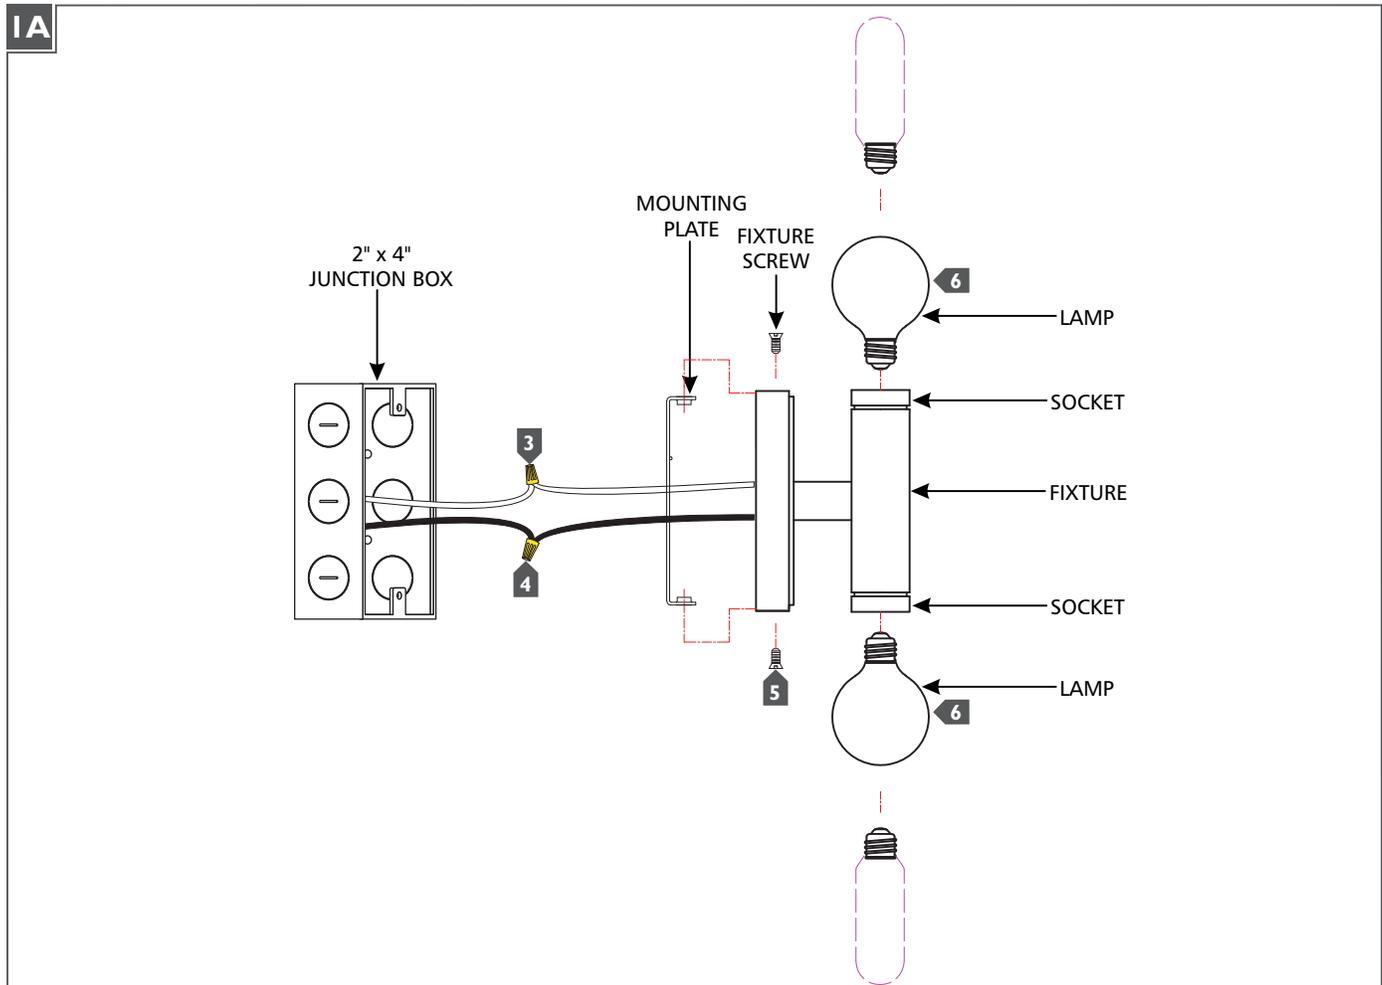 1A
MOUNTING
PLATE
FIXTURE
SCREW
2" x 4"
JUNCTION BOX
6
LAMP
SOCKET
3
FIXTURE
4
SOCKET
5
LAMP
6